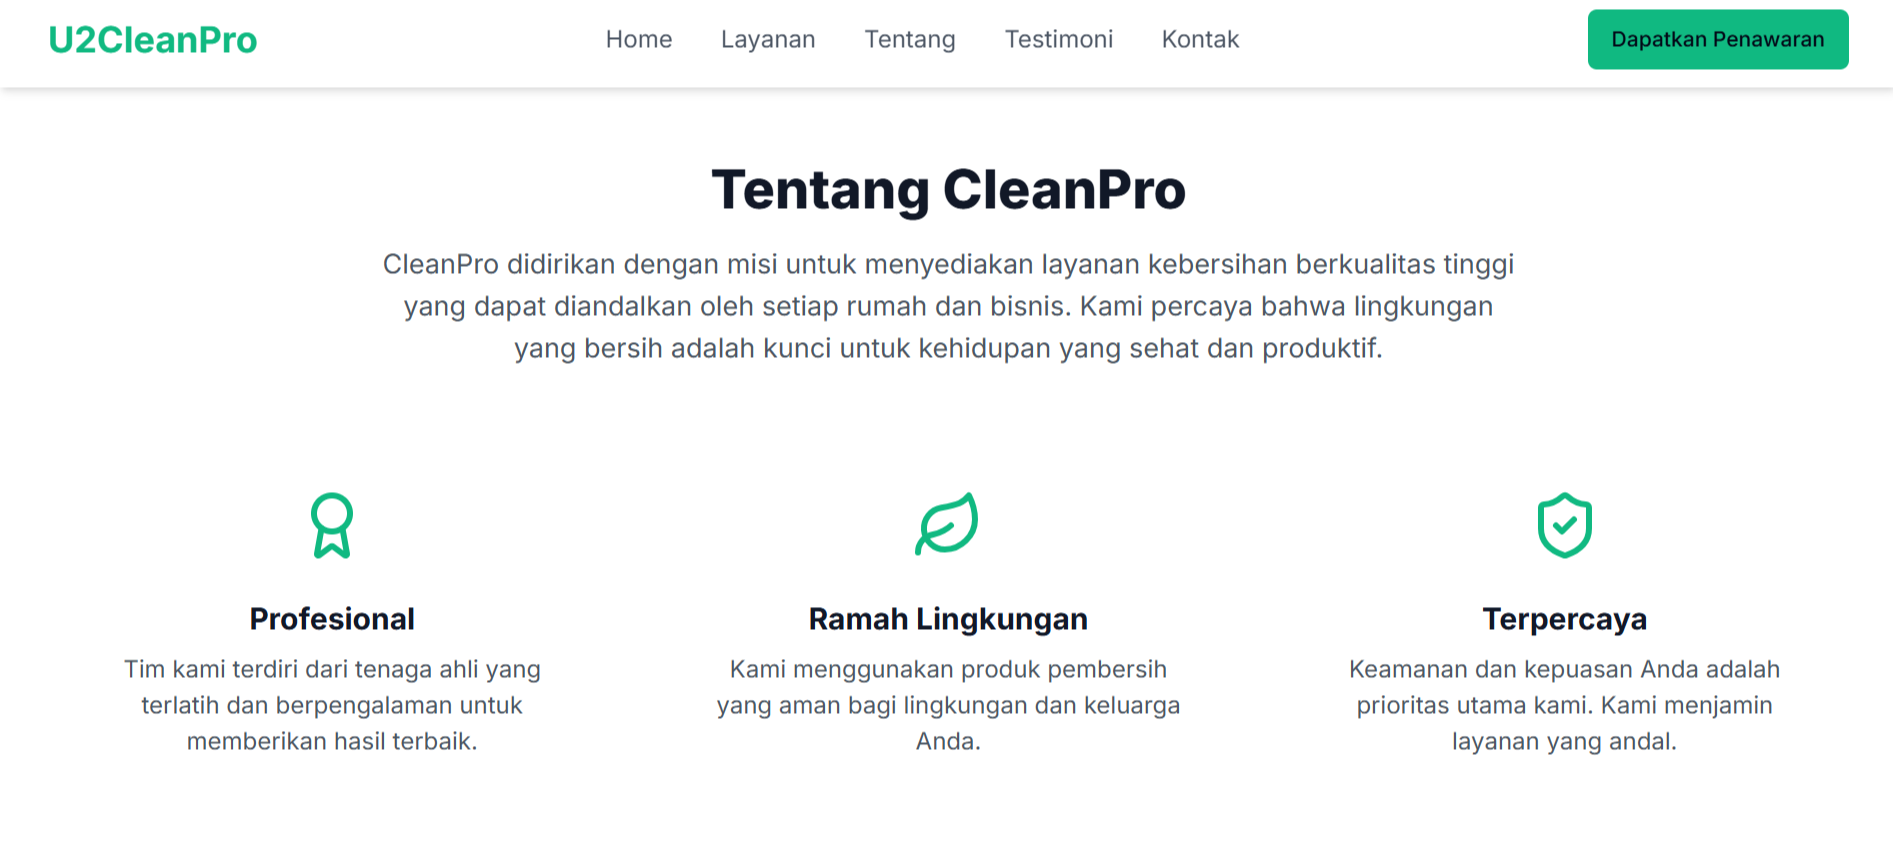 U2CleanPro
Home
Layanan
Tentang
Testimoni
Kontak
Dapatkan Penawaran
Tentang CleanPro
CleanPro didirikan dengan misi untuk menyediakan layanan kebersihan berkualitas tinggi
yang dapat diandalkan oleh setiap rumah dan bisnis. Kami percaya bahwa lingkungan
yang bersih adalah kunci untuk kehidupan yang sehat dan produktif.
Profesional
Tim kami terdiri dari tenaga ahli yang
terlatih dan berpengalaman untuk
memberikan hasil terbaik.
Ramah Lingkungan
Kami menggunakan produk pembersih
yang aman bagi lingkungan dan keluarga
Anda.
Terpercaya
Keamanan dan kepuasan Anda adalah
prioritas utama kami. Kami menjamin
layanan yang andal.